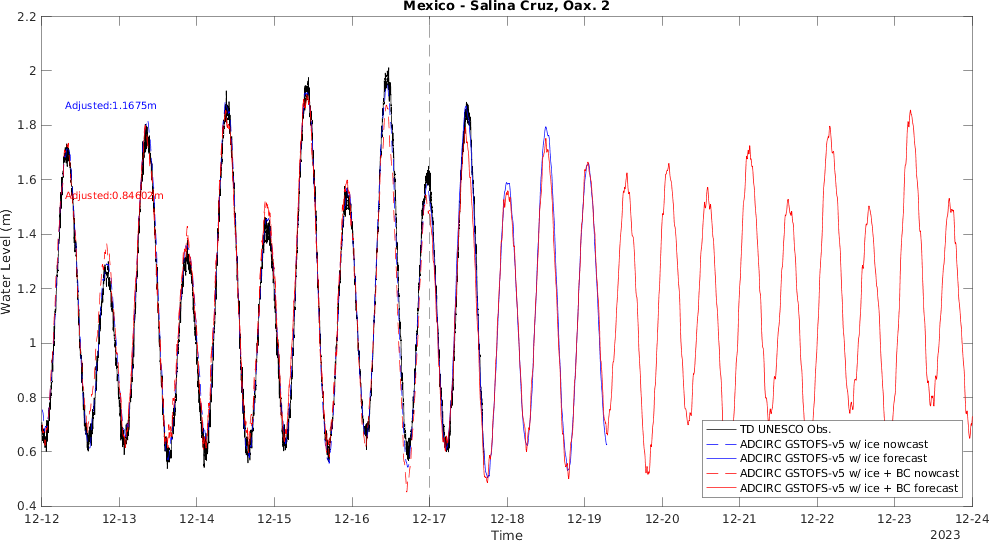 Mexico - Salina Cruz, Oax. 2
2.2
2
1.8
1.6
1.4
1.2
1
0.8
0.6
0.4
Water Level (m)
Adjusted:1.1675m
Adjusted:0.84602m
TD UNESCO Obs.
ADCIRC GSTOFS-v5 w/ ice nowcast
ADCIRC GSTOFS-v5 w/ ice forecast
ADCIRC GSTOFS-v5 w/ ice + BC nowcast
ADCIRC GSTOFS-v5 w/ ice + BC forecast
12-12 12-13 12-14 12-15 12-16 12-17 12-18 12-19 12-20 12-21 12-22 12-23 12-24
Time
2023